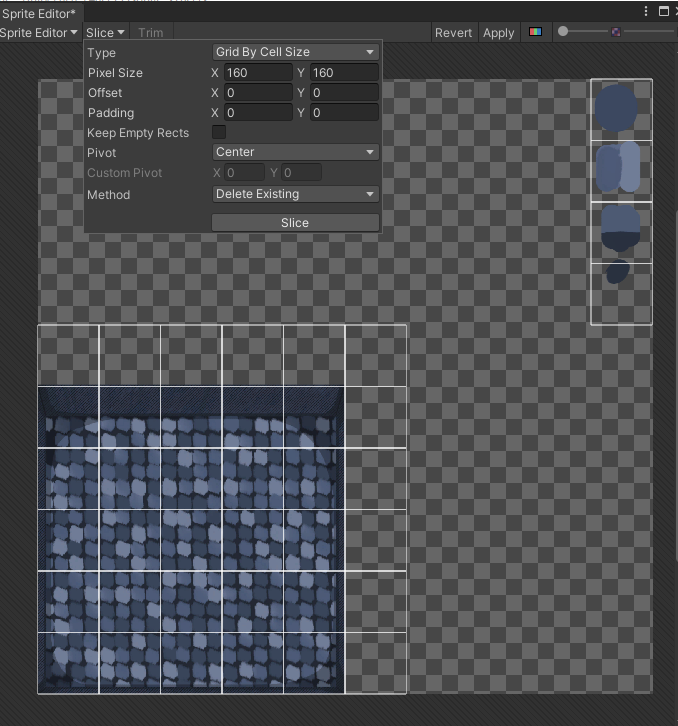 Sprite Editor*
Sprite Editor Slice Trim Revert Apply
Type Grid By Cell Size
Pixel Size X 160 Y 160
Offset X 0 Y 0
Padding X 0 Y 0
Keep Empty Rects
Pivot Center
Custom Pivot X 0 Y 0
Method Delete Existing
Slice